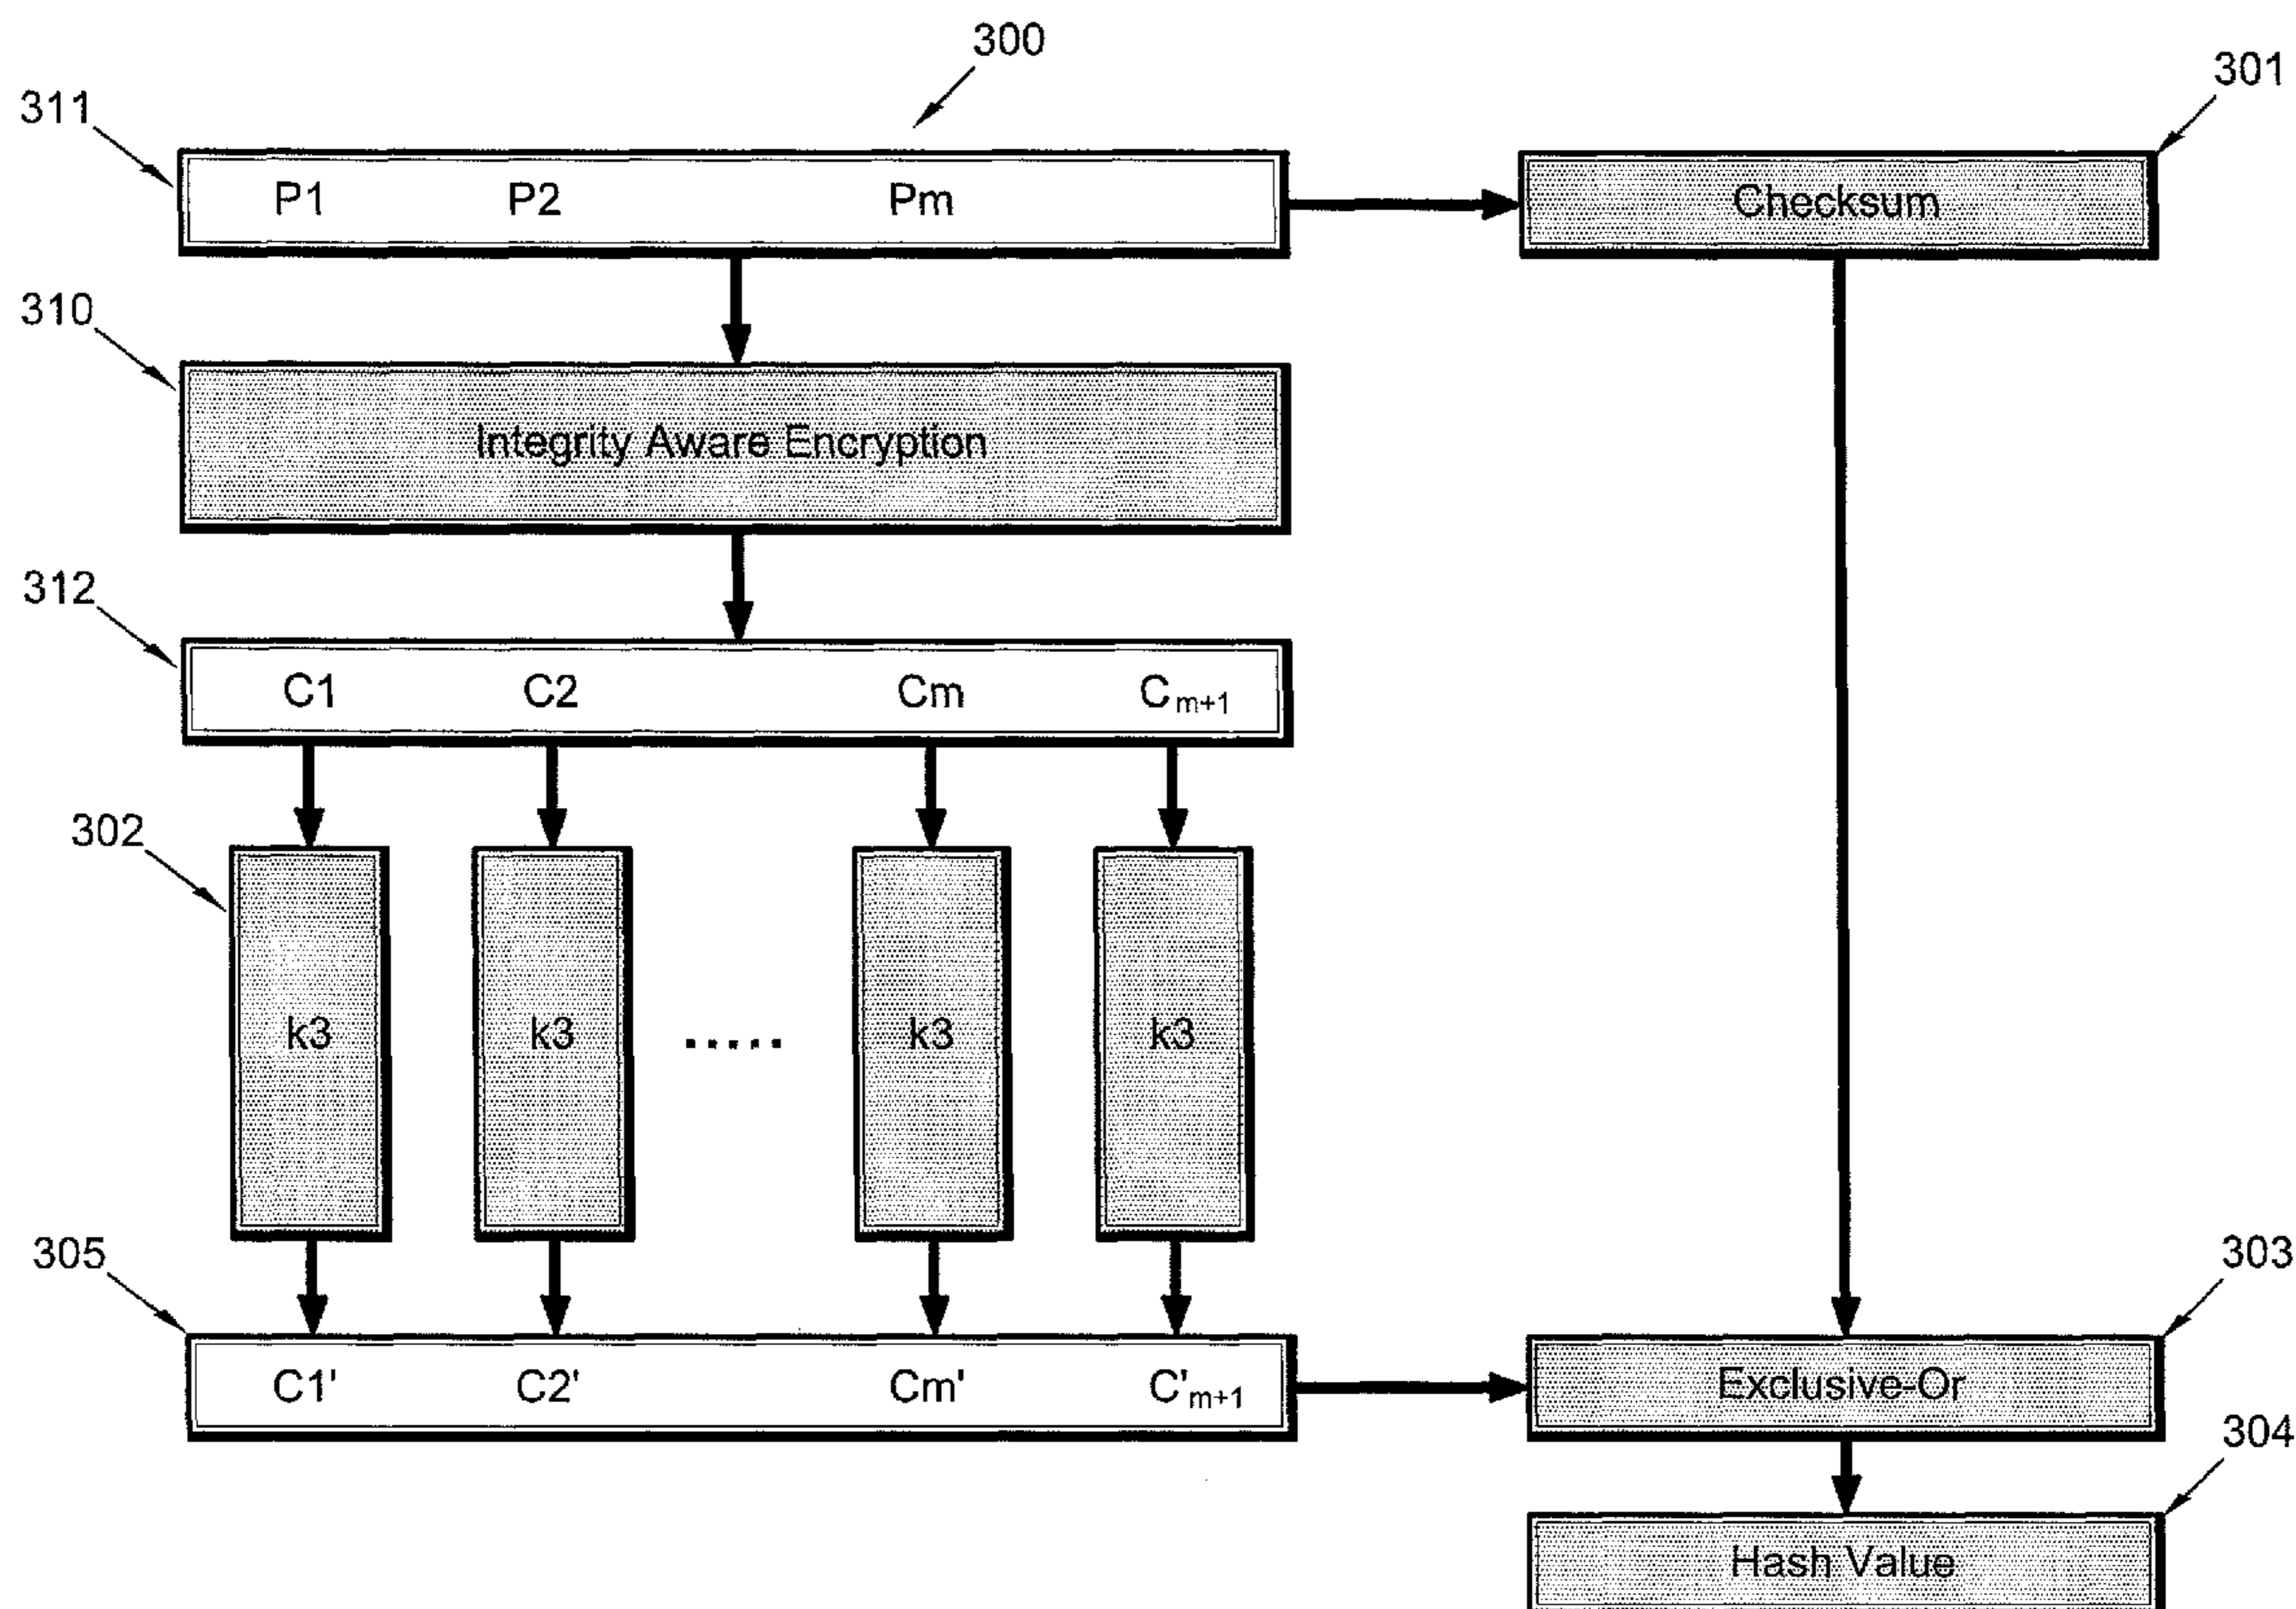 300
301
311
P1 P2 Pm
Checksum
310
Integrity Aware Encryption
312
C1 C2 Cm Cm+1
302
k3 k3 ..... k3 k3
305
303
C1' C2' Cm' C'm+1
Exclusive-Or
304
Hash Value